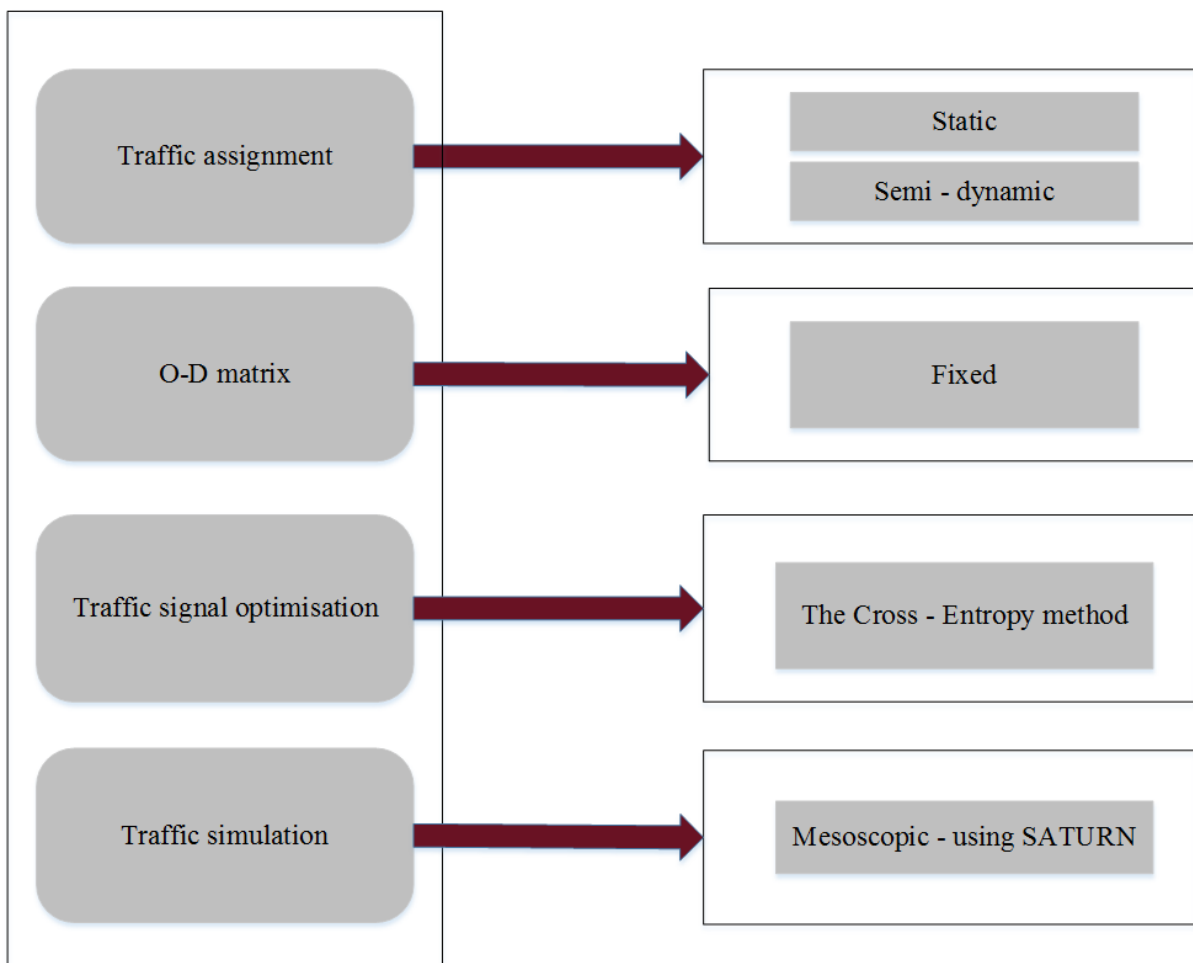 Traffic assignment
Static
Semi - dynamic
O-D matrix
Fixed
Traffic signal optimisation
The Cross - Entropy method
Traffic simulation
Mesoscopic - using SATURN